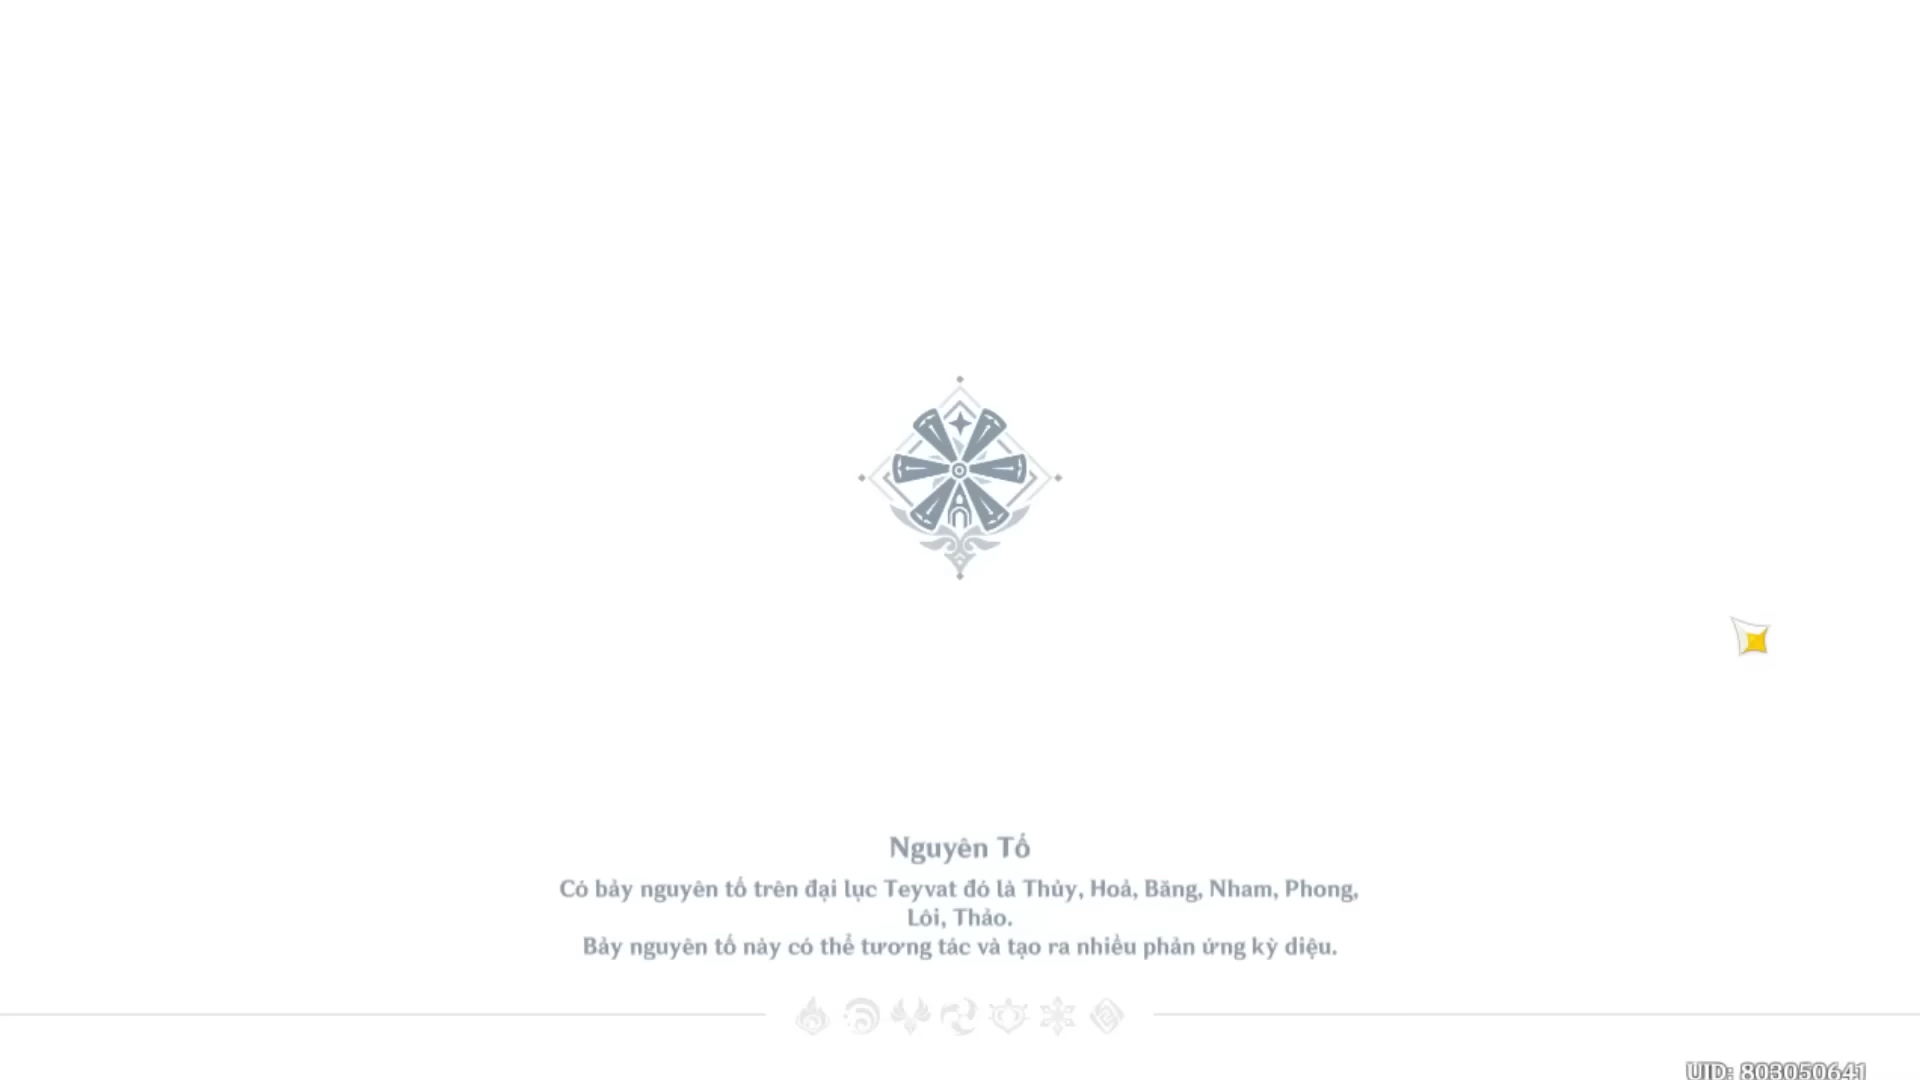 Nguyên Tố
Có bảy nguyên tố trên đại lục Teyvat đó là Thủy, Hoả, Băng, Nham, Phong,
Lôi, Thảo.
Bảy nguyên tố này có thể tương tác và tạo ra nhiều phản ứng kỳ diệu.
UID: 803050641